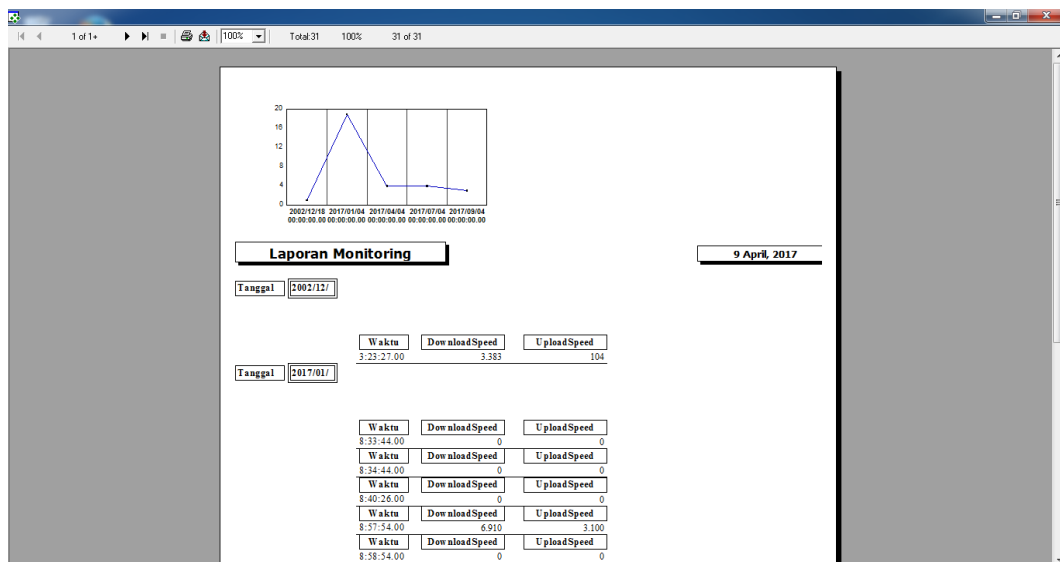 1 of 1+ 100% Total:31 100% 31 of 31
20
16
12
8
4
0
2002/12/18 2017/01/04 2017/04/04 2017/07/04 2017/09/04
00:00:00.00 00:00:00.00 00:00:00.00 00:00:00.00 00:00:00.00
Laporan Monitoring 9 April, 2017
Tanggal 2002/12/
Waktu DownloadSpeed UploadSpeed
3:23:27.00 3.383 104
Tanggal 2017/01/
Waktu DownloadSpeed UploadSpeed
8:33:44.00 0 0
Waktu DownloadSpeed UploadSpeed
8:34:44.00 0 0
Waktu DownloadSpeed UploadSpeed
8:40:26.00 0 0
Waktu DownloadSpeed UploadSpeed
8:57:54.00 6.910 3.100
Waktu DownloadSpeed UploadSpeed
8:58:54.00 0 0